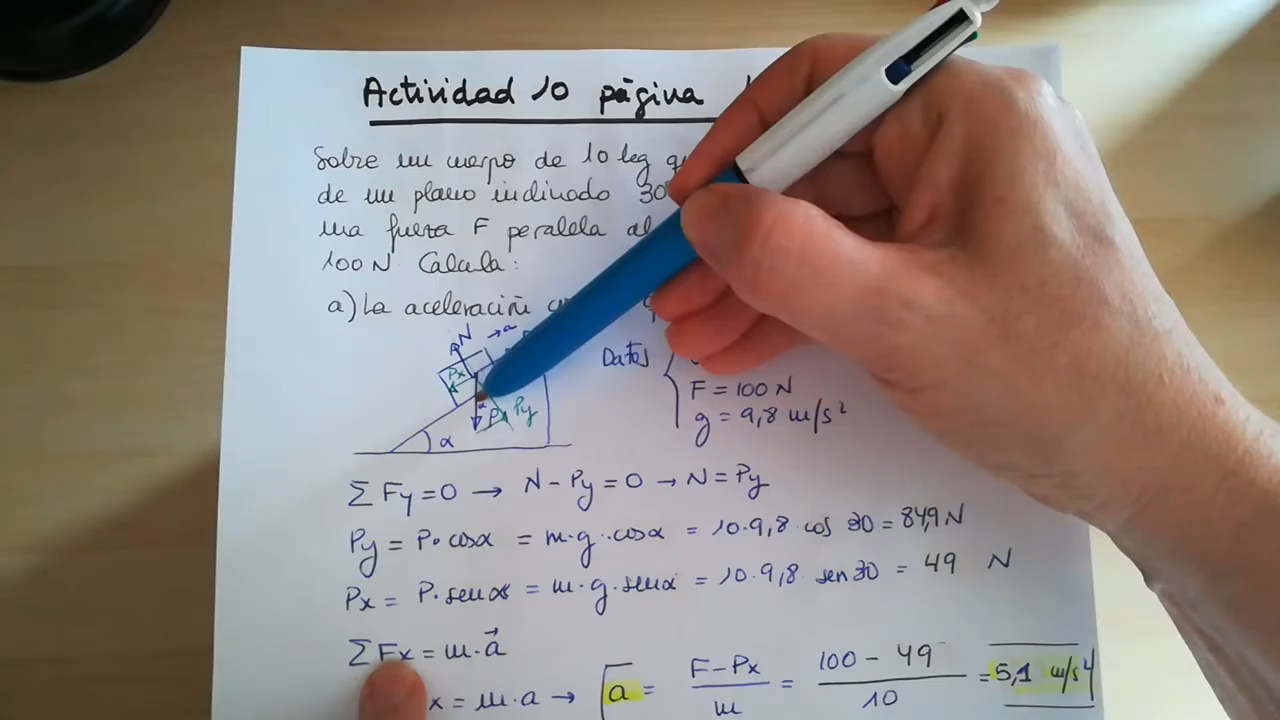 Actividad 10 página
Sobre un cuerpo de 10 kg
de un plano inclinado 30
una fuerza F peralela al
100 N. Calcula:
a) La aceleración
N → a
Px
P Py
α
Datos
F = 100 N
g = 9,8 m/s²
Σ Fy = 0 → N - Py = 0 → N = Py
Py = P · cosα = m·g·cosα = 10·9,8 cos 30 = 84,9 N
Px = P · senα = m·g·senα = 10·9,8 sen 30 = 49 N
Σ Fx = m·a⃗
x = m·a → a = F-Px / m = 100 - 49 / 10 = 5,1 m/s²